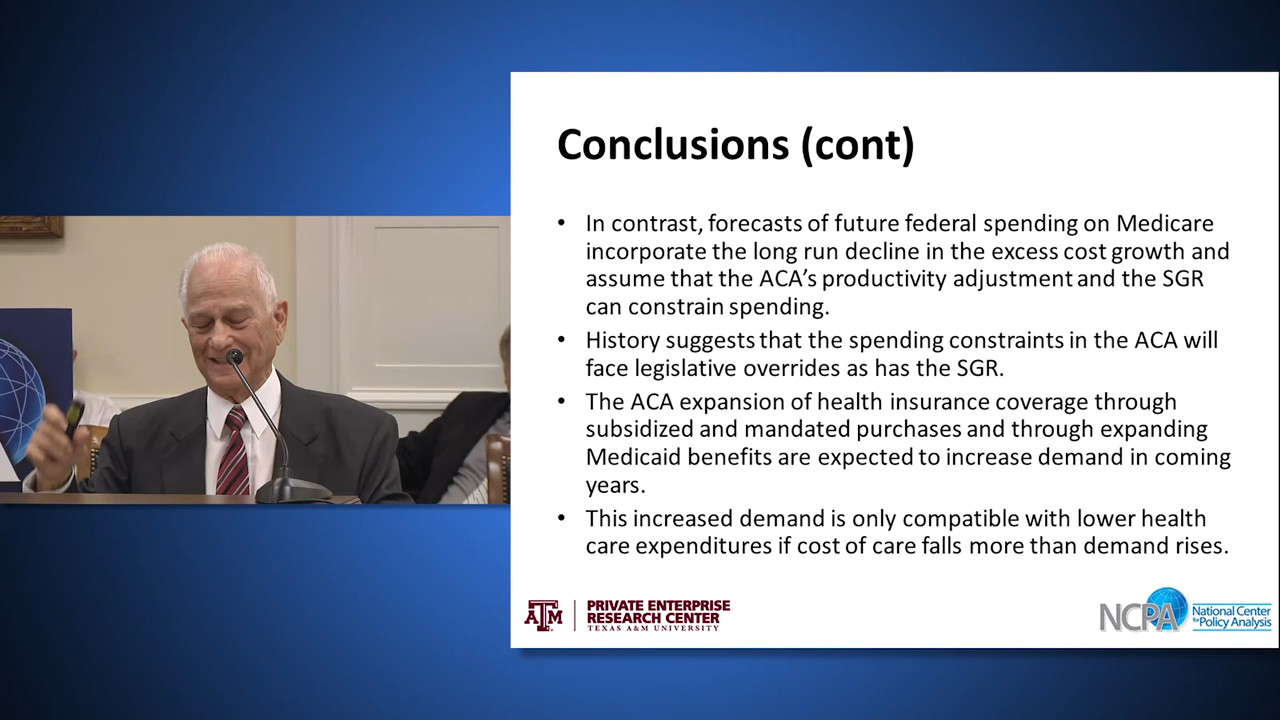 Conclusions (cont)
• In contrast, forecasts of future federal spending on Medicare
incorporate the long run decline in the excess cost growth and
assume that the ACA’s productivity adjustment and the SGR
can constrain spending.
• History suggests that the spending constraints in the ACA will
face legislative overrides as has the SGR.
• The ACA expansion of health insurance coverage through
subsidized and mandated purchases and through expanding
Medicaid benefits are expected to increase demand in coming
years.
• This increased demand is only compatible with lower health
care expenditures if cost of care falls more than demand rises.
ATM
PRIVATE ENTERPRISE
RESEARCH CENTER
TEXAS A&M UNIVERSITY
NCPA
National Center
for Policy Analysis